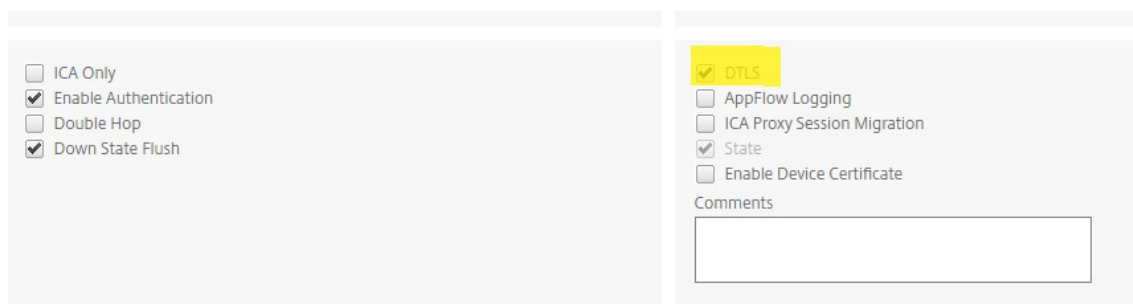 ICA Only
Enable Authentication
Double Hop
Down State Flush
DTLS
AppFlow Logging
ICA Proxy Session Migration
State
Enable Device Certificate
Comments